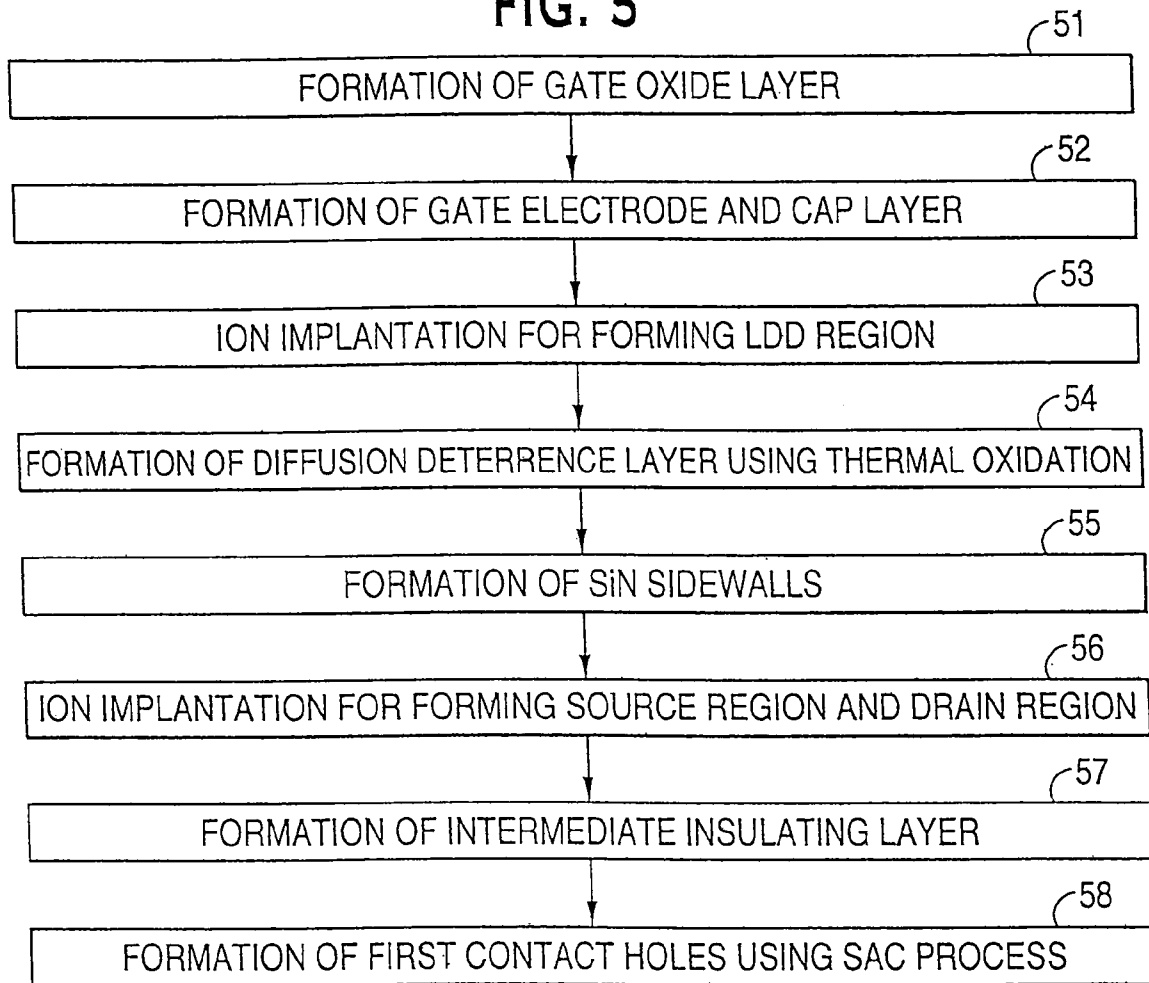 FIG. 5
51
FORMATION OF GATE OXIDE LAYER
52
FORMATION OF GATE ELECTRODE AND CAP LAYER
53
ION IMPLANTATION FOR FORMING LDD REGION
54
FORMATION OF DIFFUSION DETERRENCE LAYER USING THERMAL OXIDATION
55
FORMATION OF SiN SIDEWALLS
56
ION IMPLANTATION FOR FORMING SOURCE REGION AND DRAIN REGION
57
FORMATION OF INTERMEDIATE INSULATING LAYER
58
FORMATION OF FIRST CONTACT HOLES USING SAC PROCESS